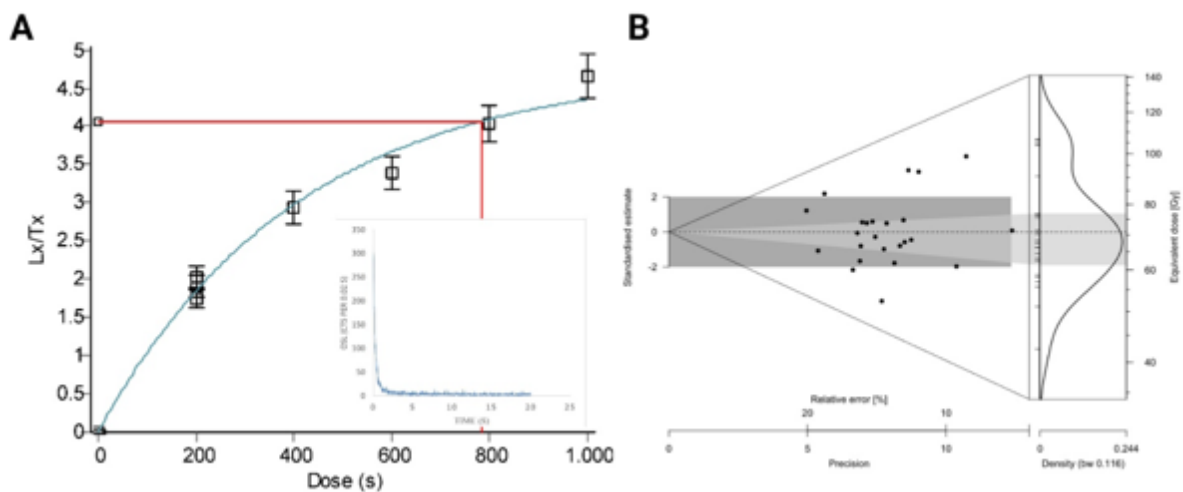 A
5
4.5
4
3.5
3
2.5
2
1.5
1
0.5
0
Lx/Tx
0 200 400 600 800 1.000
Dose (s)
350
300
250
200
150
100
50
0
OSL (CTS PER 0.02 S)
0 5 10 15 20 25
TIME (s)
B
2
0
-2
Standardised estimate
140
120
100
80
60
40
Equivalent dose [Gy]
Relative error [%]
20 10
0 5 10
Precision
0 0.244
Density (bw 0.116)